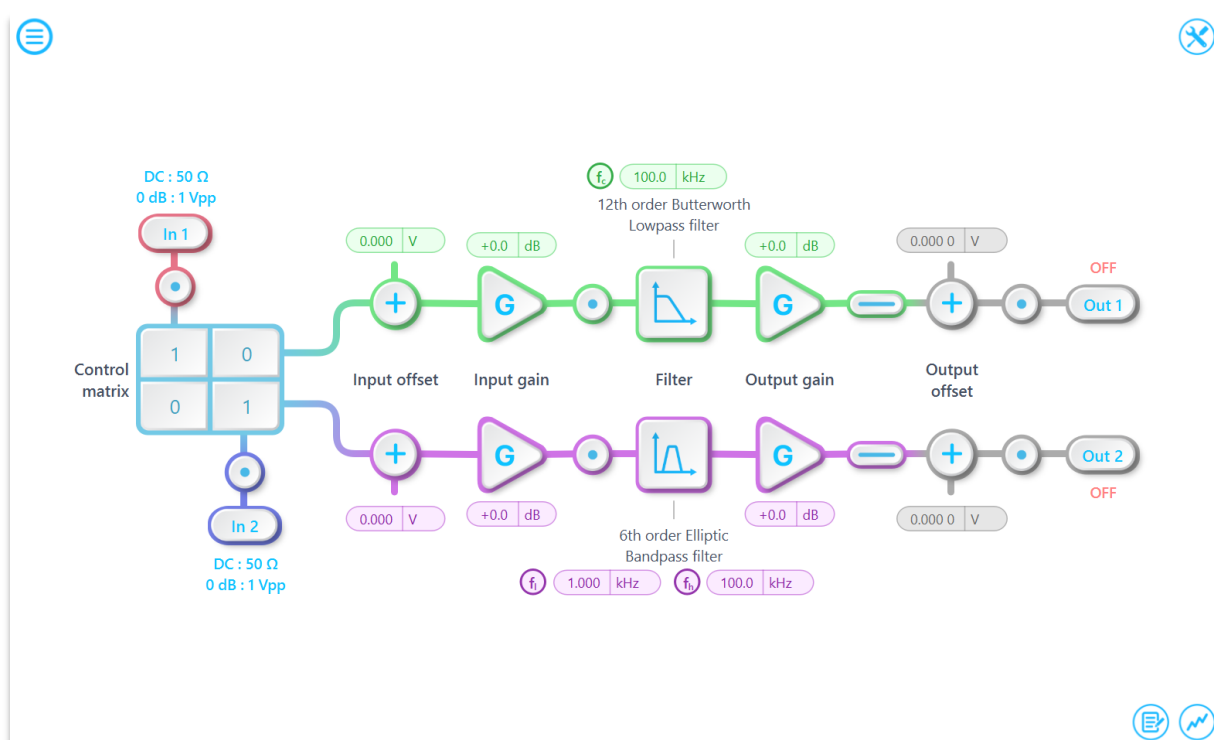 DC : 50 Ω
0 dB : 1 Vpp
In 1
fc 100.0 kHz
12th order Butterworth
Lowpass filter
0.000 V
+0.0 dB
+0.0 dB
0.000 0 V
OFF
G
G
Out 1
1 0
0 1
Control
matrix
Input offset
Input gain
Filter
Output gain
Output
offset
G
G
Out 2
OFF
In 2
DC : 50 Ω
0 dB : 1 Vpp
0.000 V
+0.0 dB
+0.0 dB
0.000 0 V
6th order Elliptic
Bandpass filter
fl 1.000 kHz
fh 100.0 kHz